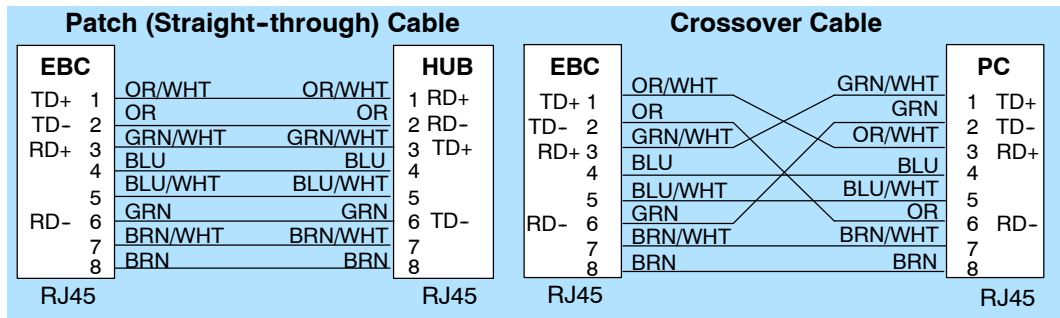 Patch (Straight-through) Cable
EBC
HUB
TD+ 1 OR/WHT OR/WHT 1 RD+
TD- 2 OR OR 2 RD-
RD+ 3 GRN/WHT GRN/WHT 3 TD+
4 BLU BLU 4
5 BLU/WHT BLU/WHT 5
RD- 6 GRN GRN 6 TD-
7 BRN/WHT BRN/WHT 7
8 BRN BRN 8
RJ45 RJ45
Crossover Cable
EBC
PC
TD+ 1 OR/WHT GRN/WHT 1 TD+
TD- 2 OR GRN 2 TD-
RD+ 3 GRN/WHT OR/WHT 3 RD+
4 BLU BLU 4
5 BLU/WHT BLU/WHT 5
RD- 6 GRN OR 6 RD-
7 BRN/WHT BRN/WHT 7
8 BRN BRN 8
RJ45 RJ45